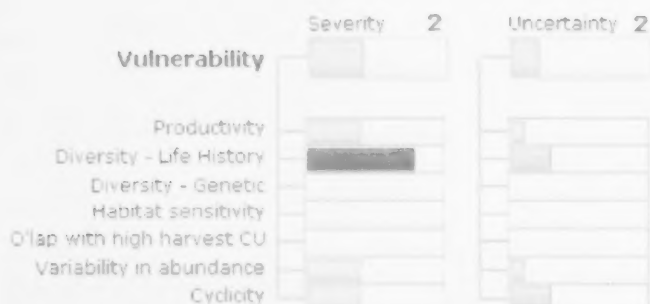 Severity 2 Uncertainty 2
Vulnerability
Productivity
Diversity - Life History
Diversity - Genetic
Habitat sensitivity
O'lap with high harvest CU
Variability in abundance
Cyclicity